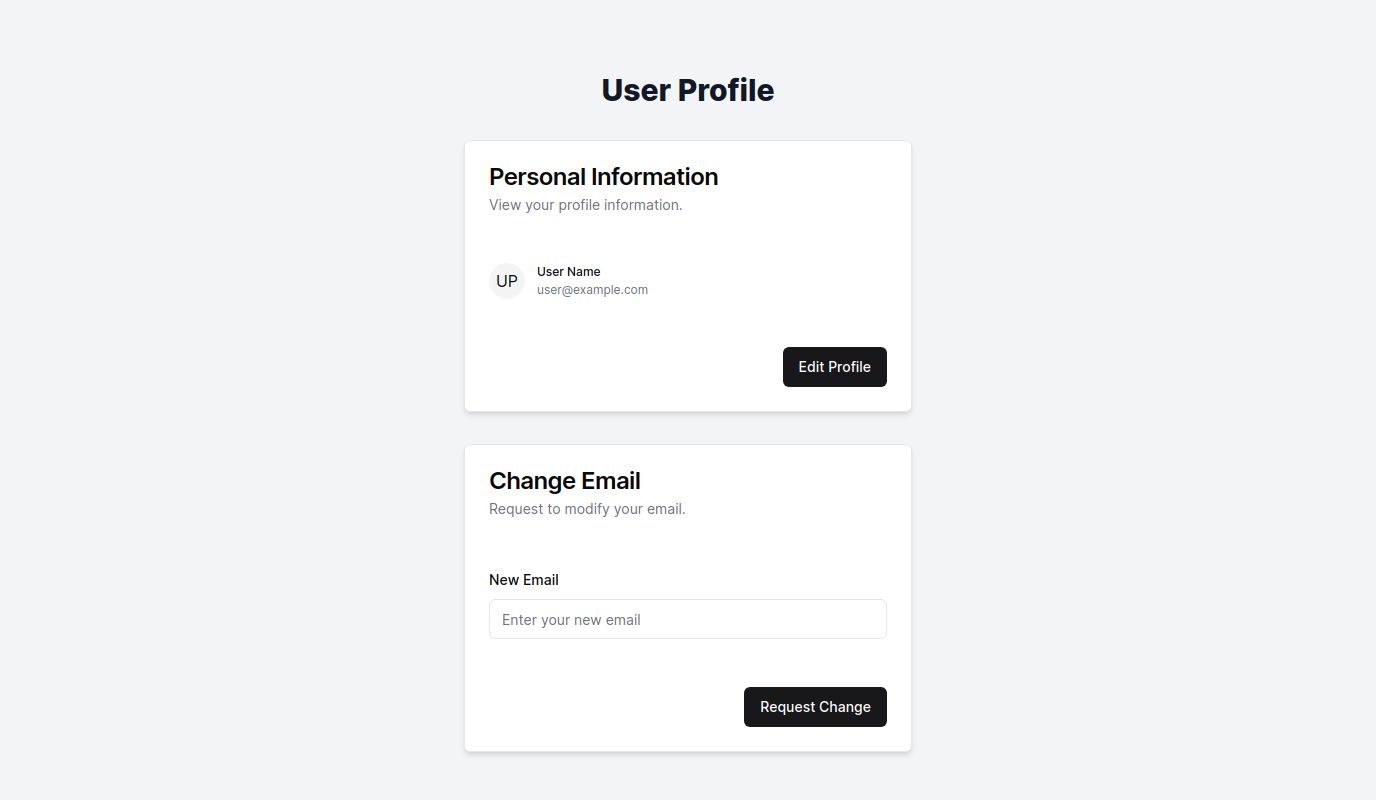 User Profile
Personal Information
View your profile information.
UP
User Name
user@example.com
Edit Profile
Change Email
Request to modify your email.
New Email
Enter your new email
Request Change